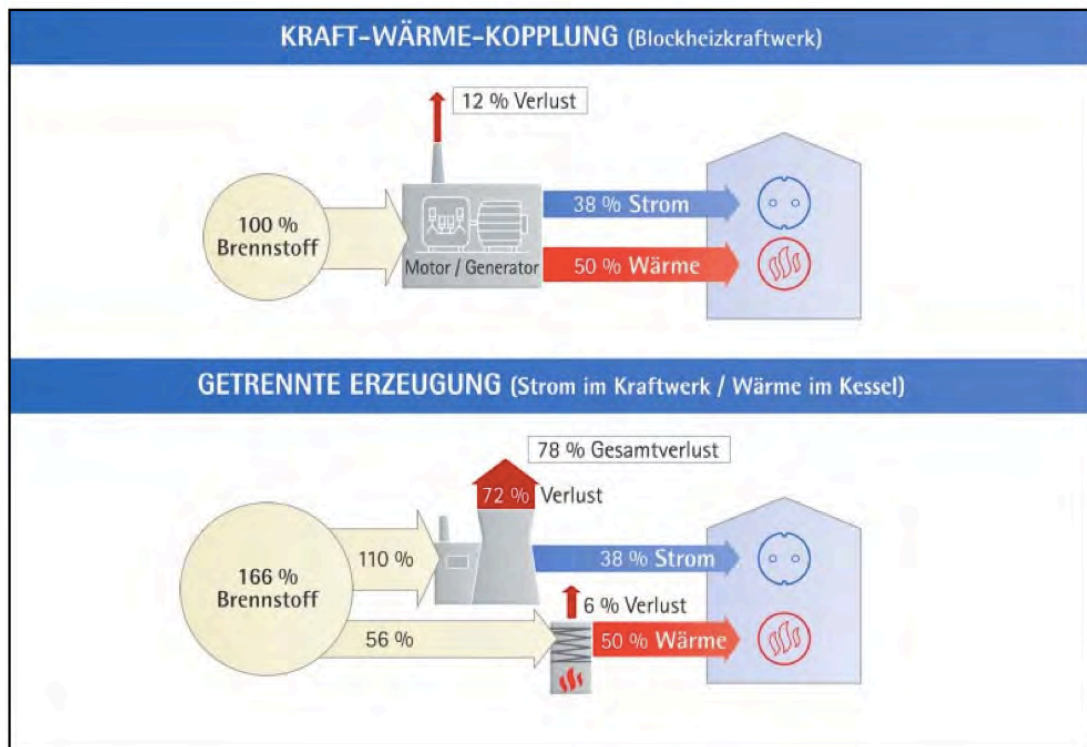 KRAFT-WÄRME-KOPPLUNG (Blockheizkraftwerk)
12 % Verlust
100 %
Brennstoff
Motor / Generator
38 % Strom
50 % Wärme
GETRENNTE ERZEUGUNG (Strom im Kraftwerk / Wärme im Kessel)
78 % Gesamtverlust
72 % Verlust
166 %
Brennstoff
110 %
38 % Strom
6 % Verlust
56 %
50 % Wärme